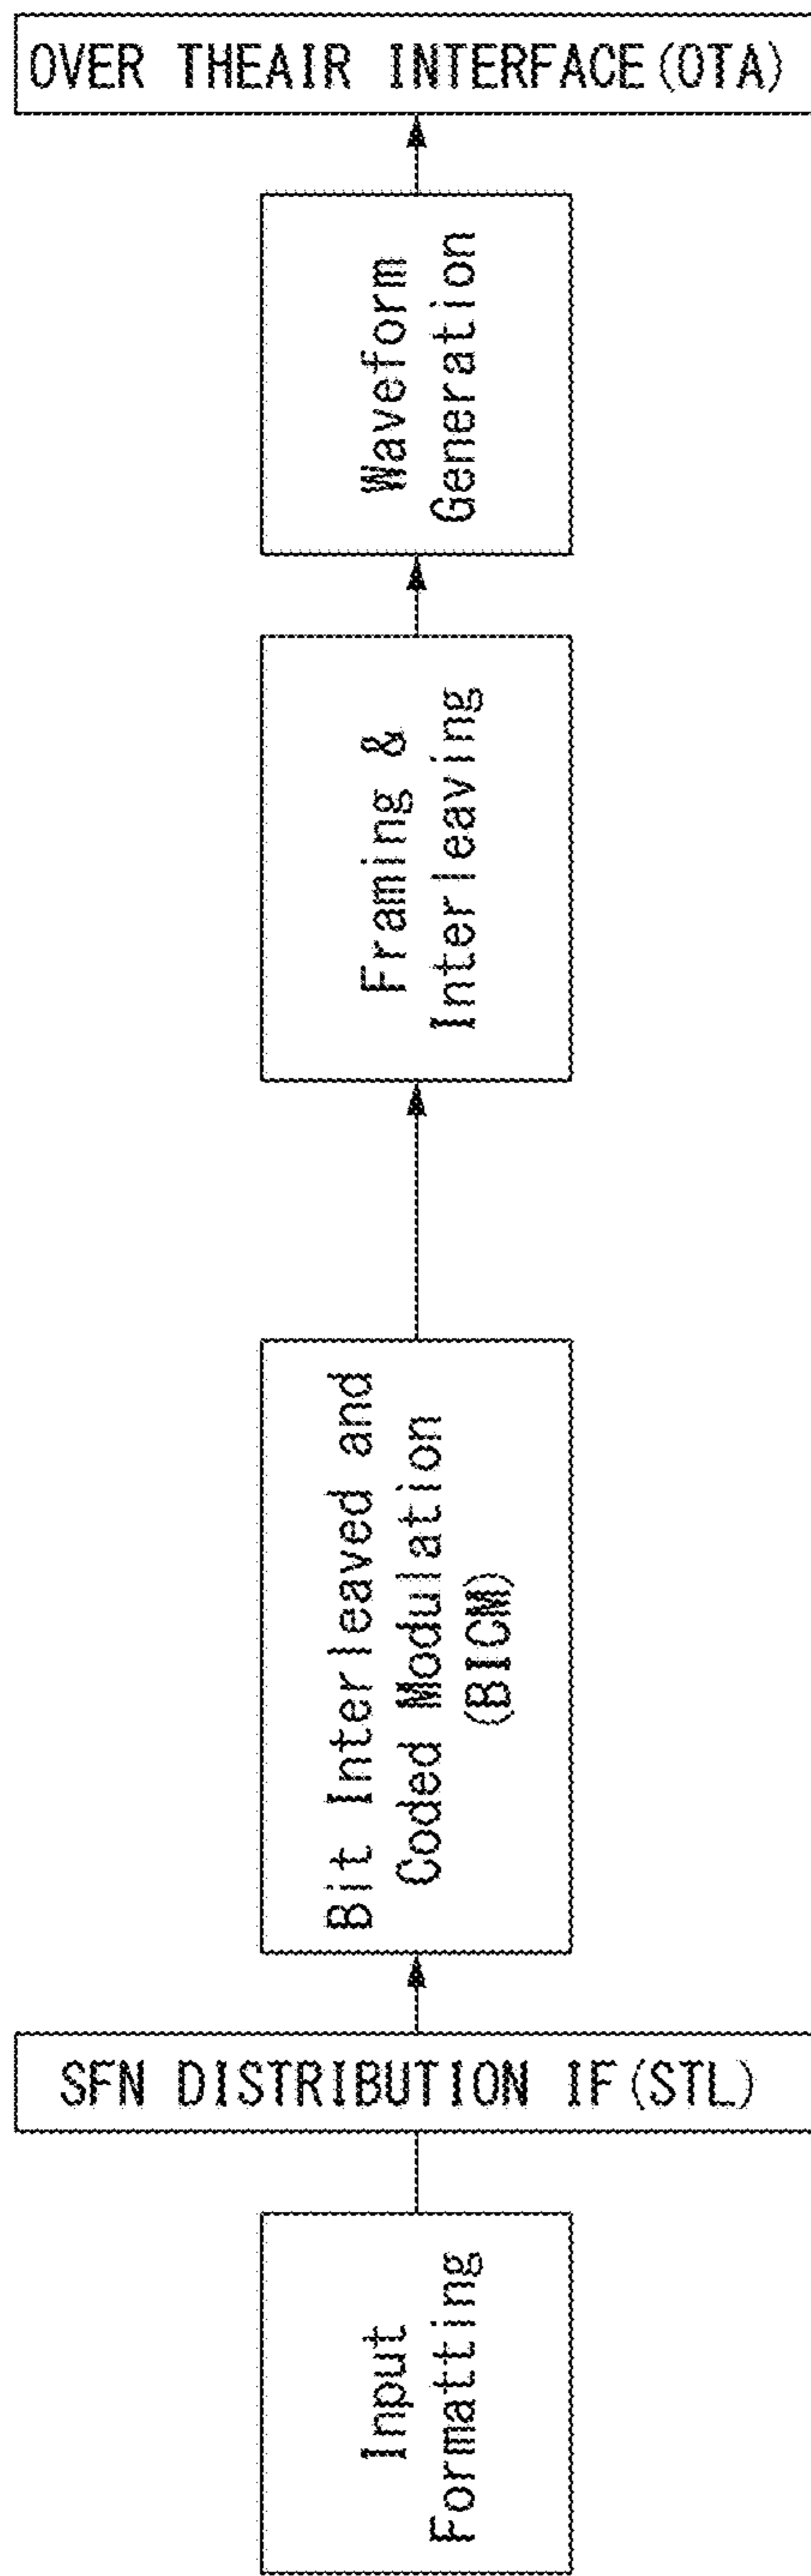 OVER THEAIR INTERFACE(OTA)
Waveform
Generation
Framing &
Interleaving
Bit Interleaved and
Coded Modulation
(BICM)
SFN DISTRIBUTION IF(STL)
Input
Formatting